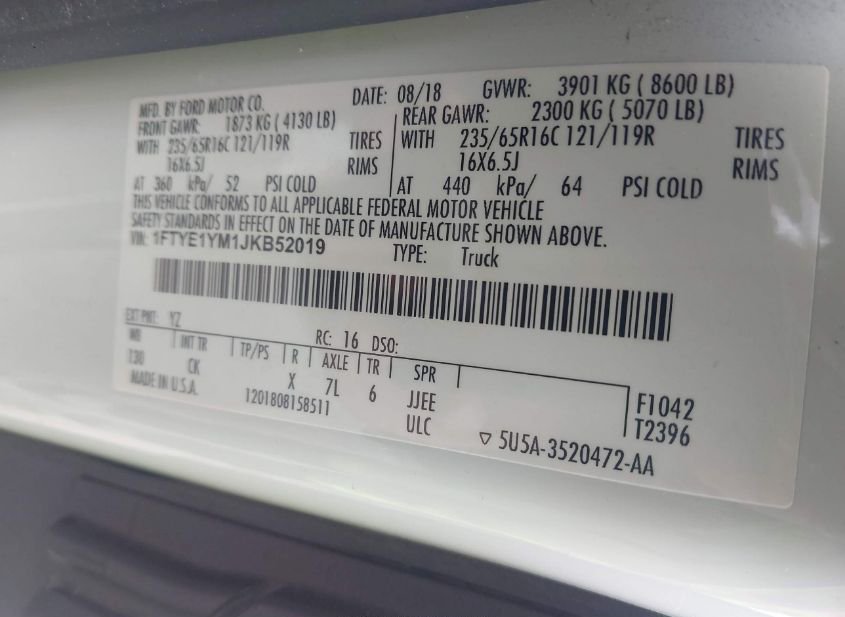 MFD. BY FORD MOTOR CO. DATE: 08/18 GVWR: 3901 KG ( 8600 LB)
FRONT GAWR: 1873 KG ( 4130 LB) REAR GAWR: 2300 KG ( 5070 LB)
WITH 235/65R16C 121/119R TIRES WITH 235/65R16C 121/119R TIRES
16X6.5J RIMS 16X6.5J RIMS
AT 360 kPa/ 52 PSI COLD AT 440 kPa/ 64 PSI COLD
THIS VEHICLE CONFORMS TO ALL APPLICABLE FEDERAL MOTOR VEHICLE
SAFETY STANDARDS IN EFFECT ON THE DATE OF MANUFACTURE SHOWN ABOVE.
VIN: 1FTYE1YM1JKB52019 TYPE: Truck
EXT PNT: YZ RC: 16 DSO:
WB INT TR TP/PS R AXLE TR SPR
130 CK X 7L 6 JJEE F1042
MADE IN U.S.A. 1201808158511 ULC T2396
▽ 5U5A-3520472-AA